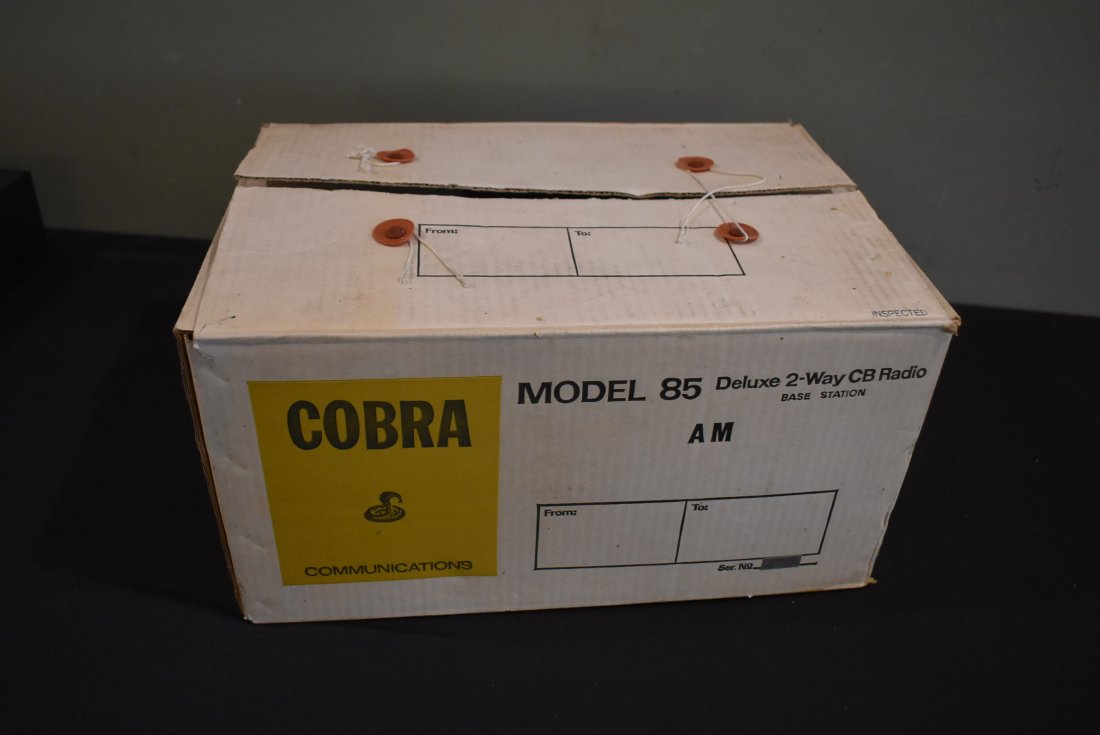 From:
To:
INSPECTED
COBRA
COMMUNICATIONS
MODEL 85 Deluxe 2-Way CB Radio
BASE STATION
AM
From:
To:
Ser. No